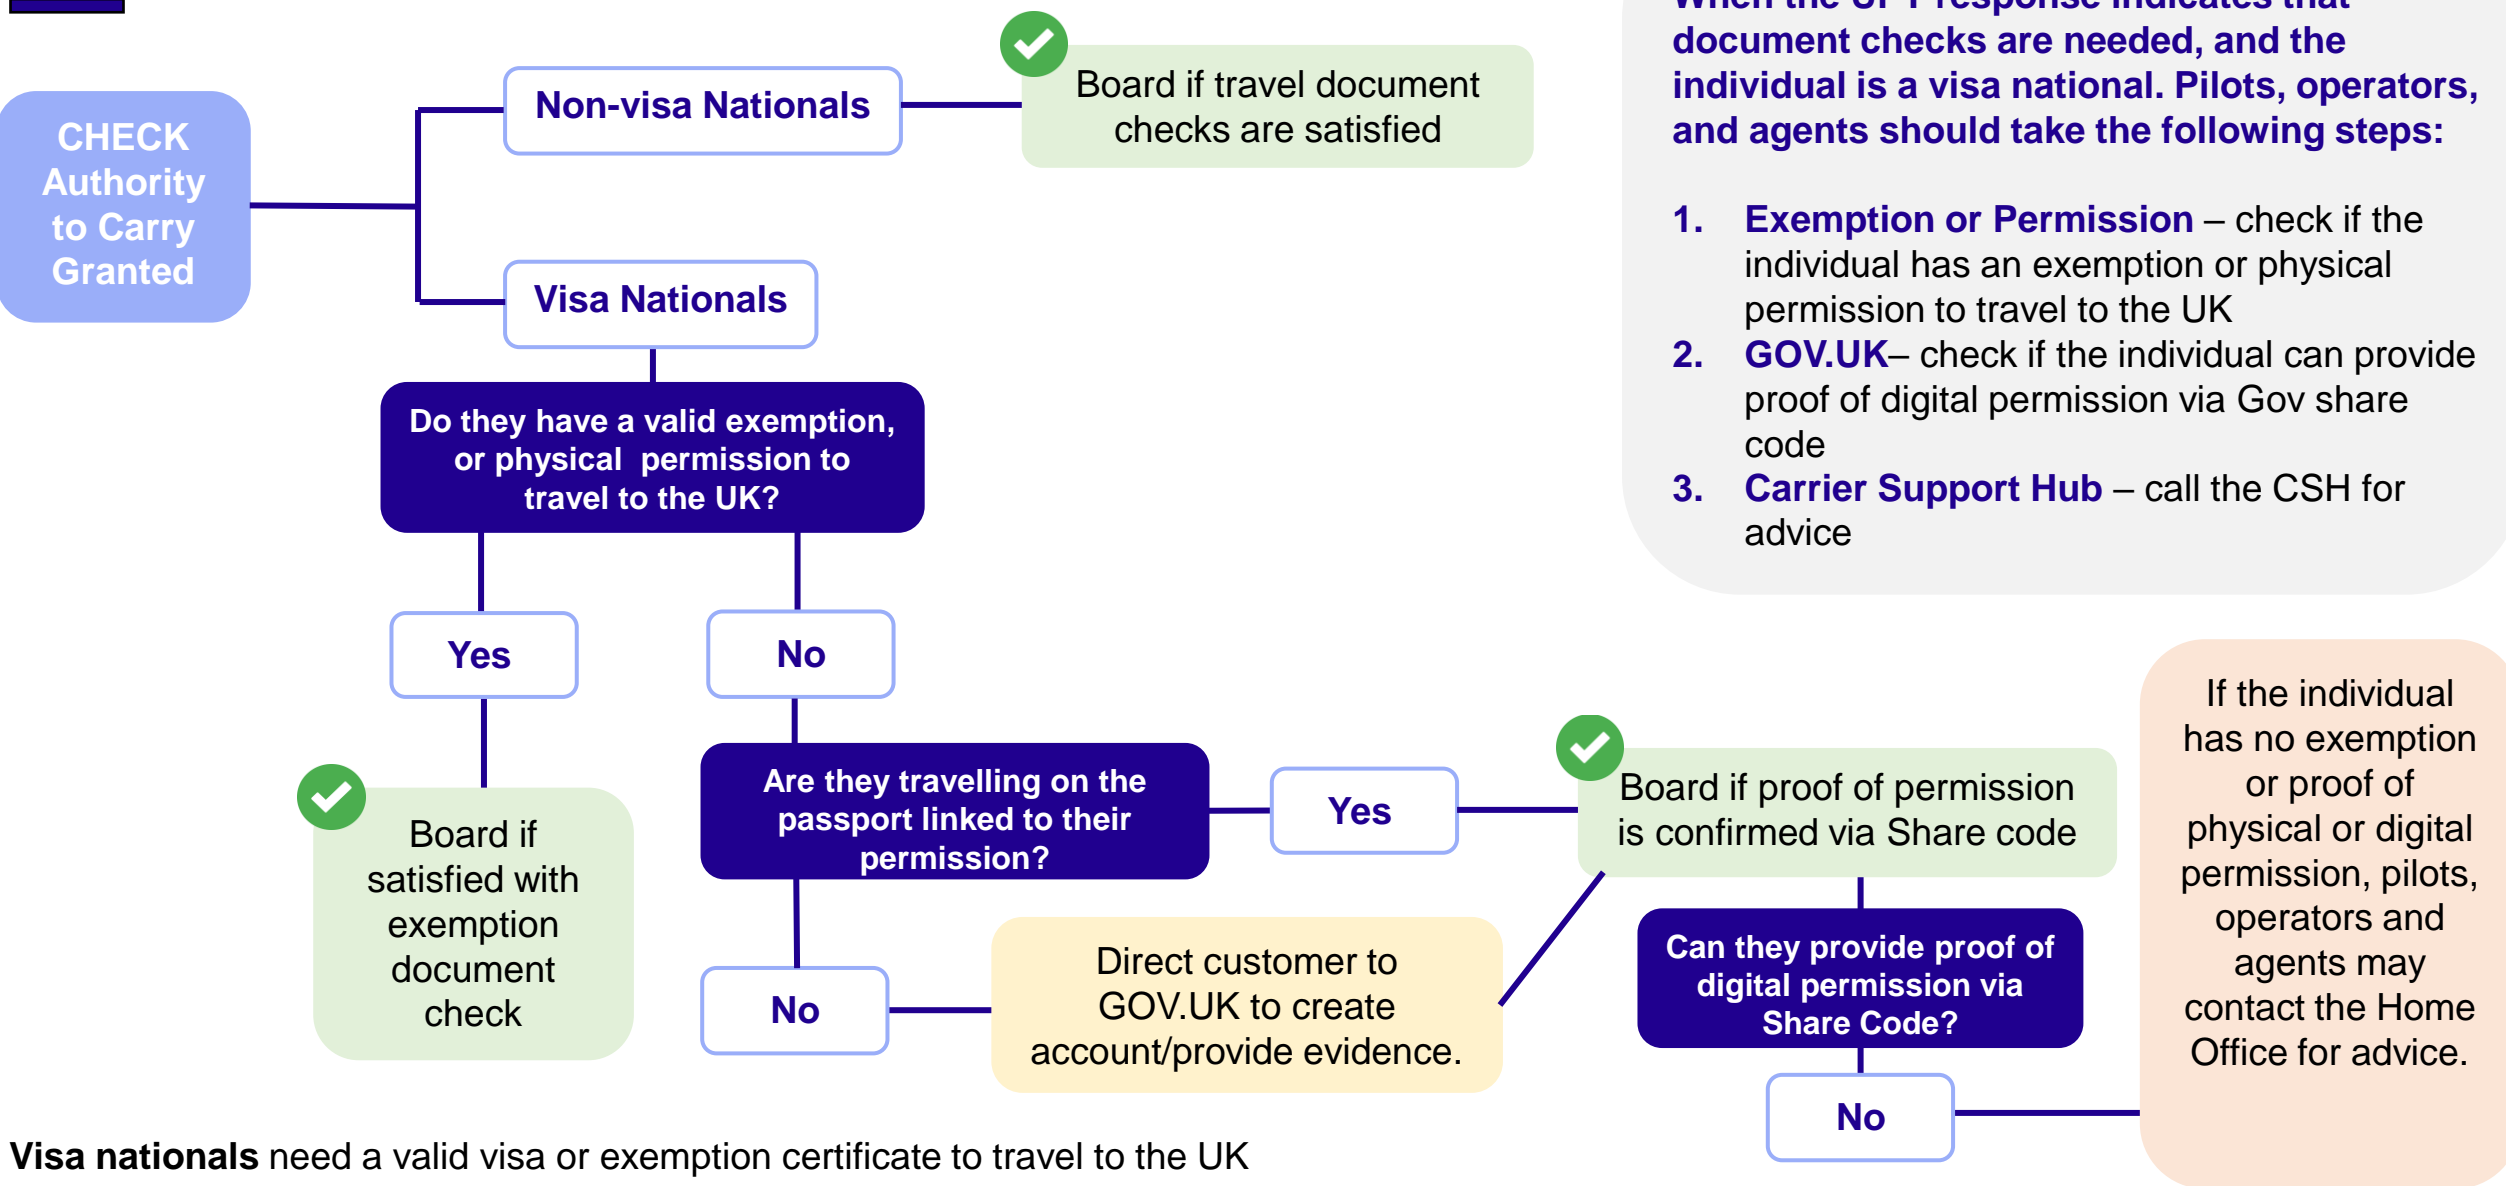 CHECK
Authority
to Carry
Granted
Non-visa Nationals
Board if travel document
checks are satisfied
Visa Nationals
Do they have a valid exemption,
or physical permission to
travel to the UK?
Yes
No
Board if
satisfied with
exemption
document
check
Are they travelling on the
passport linked to their
permission?
Yes
Board if proof of permission
is confirmed via Share code
No
Direct customer to
GOV.UK to create
account/provide evidence.
Can they provide proof of
digital permission via
Share Code?
No
When the UPT response indicates that
document checks are needed, and the
individual is a visa national. Pilots, operators,
and agents should take the following steps:
1. Exemption or Permission – check if the
individual has an exemption or physical
permission to travel to the UK
2. GOV.UK– check if the individual can provide
proof of digital permission via Gov share
code
3. Carrier Support Hub – call the CSH for
advice
If the individual
has no exemption
or proof of
physical or digital
permission, pilots,
operators and
agents may
contact the Home
Office for advice.
Visa nationals need a valid visa or exemption certificate to travel to the UK